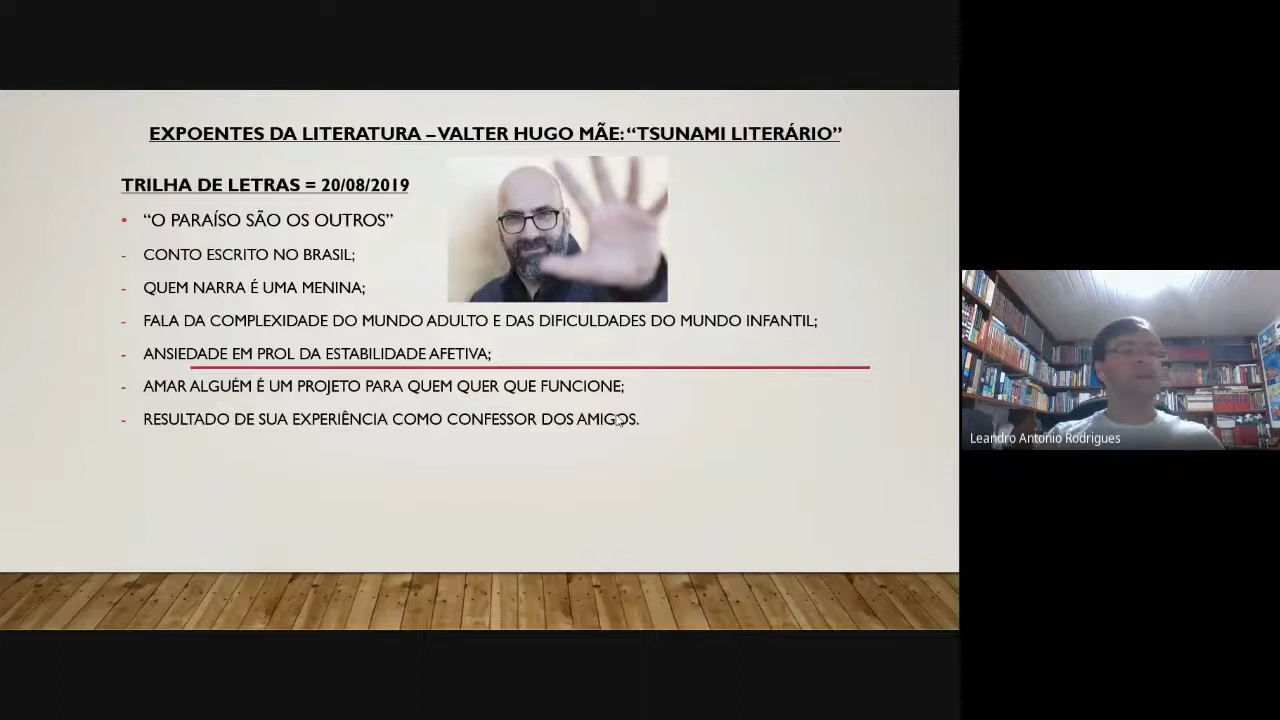 EXPOENTES DA LITERATURA – VALTER HUGO MÃE: “TSUNAMI LITERÁRIO”
TRILHA DE LETRAS = 20/08/2019
• “O PARAÍSO SÃO OS OUTROS”
- CONTO ESCRITO NO BRASIL;
- QUEM NARRA É UMA MENINA;
- FALA DA COMPLEXIDADE DO MUNDO ADULTO E DAS DIFICULDADES DO MUNDO INFANTIL;
- ANSIEDADE EM PROL DA ESTABILIDADE AFETIVA;
- AMAR ALGUÉM É UM PROJETO PARA QUEM QUER QUE FUNCIONE;
- RESULTADO DE SUA EXPERIÊNCIA COMO CONFESSOR DOS AMIGOS.
Leandro Antonio Rodrigues